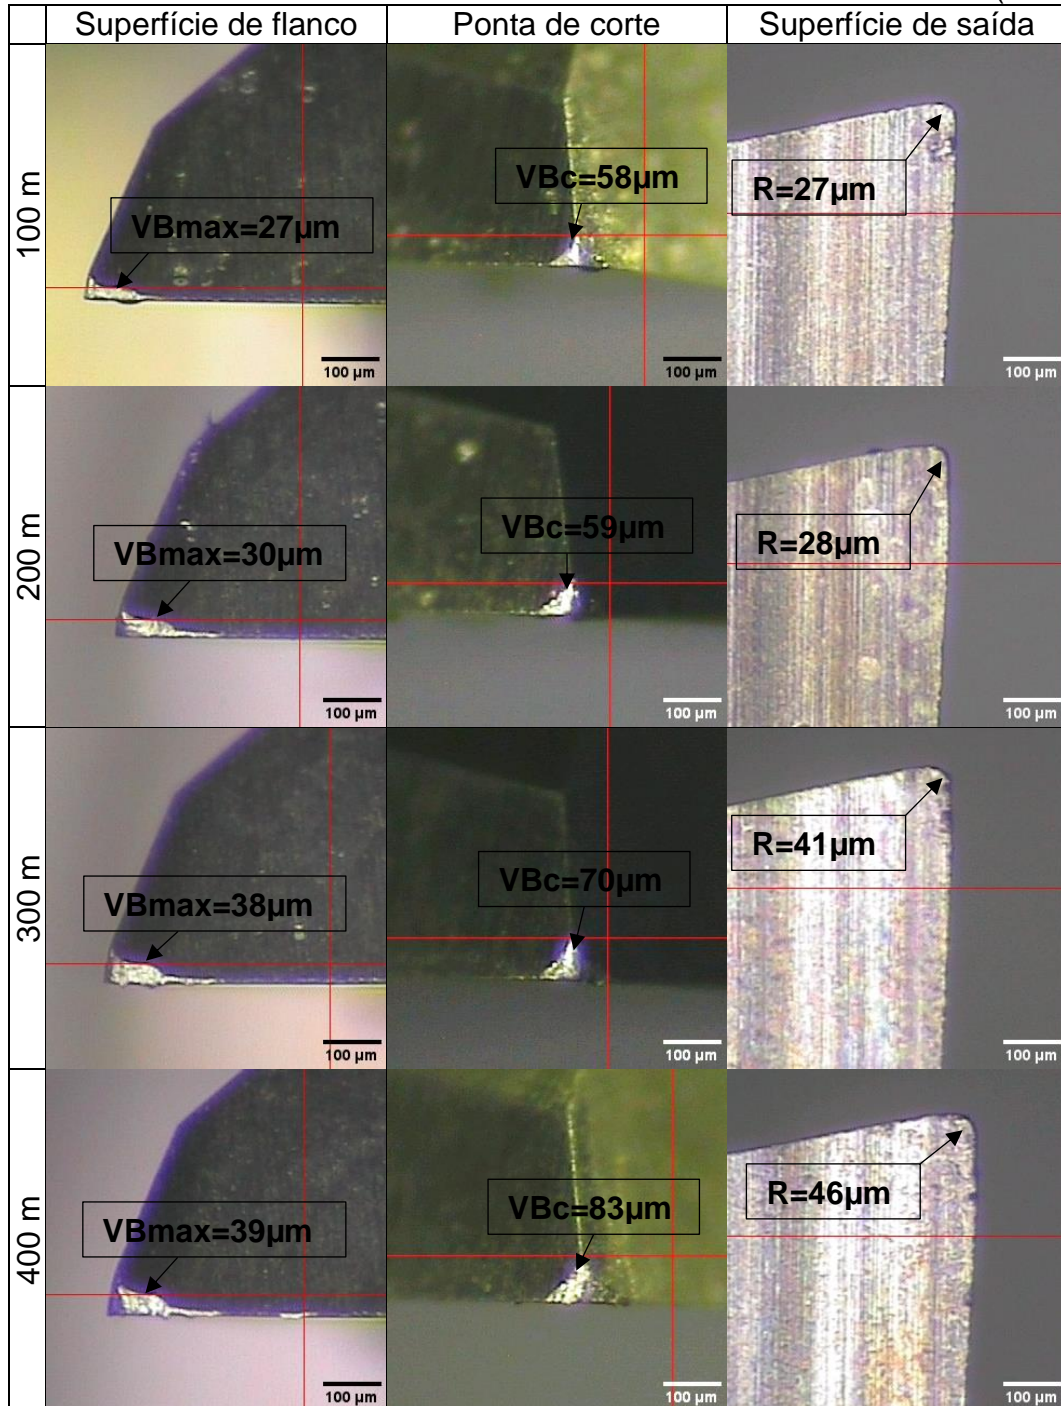 Superfície de flanco
Ponta de corte
Superfície de saída
100 m
VBmax=27µm
100 µm
VBc=58µm
100 µm
R=27µm
100 µm
200 m
VBmax=30µm
100 µm
VBc=59µm
100 µm
R=28µm
100 µm
300 m
VBmax=38µm
100 µm
VBc=70µm
100 µm
R=41µm
100 µm
400 m
VBmax=39µm
100 µm
VBc=83µm
100 µm
R=46µm
100 µm